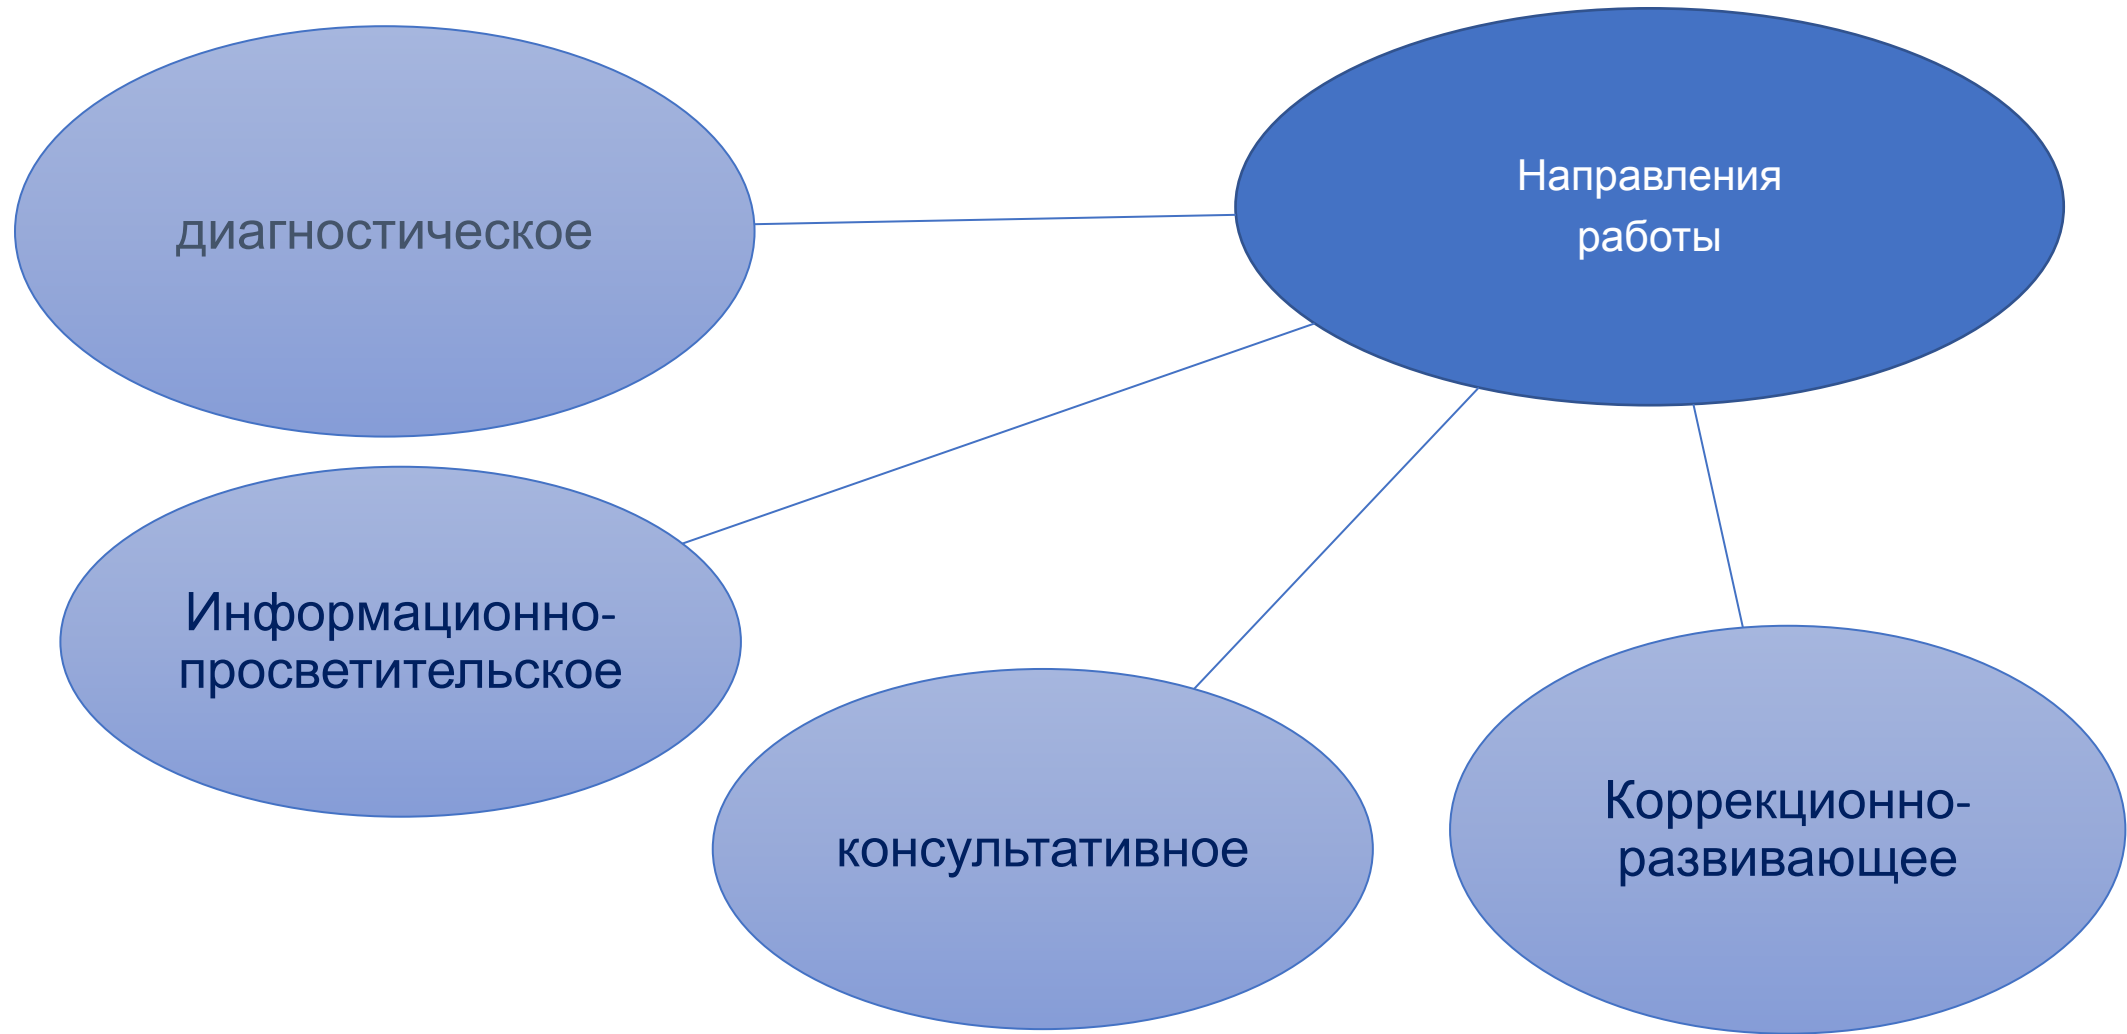 Направления
работы
диагностическое
Информационно-
просветительское
консультативное
Коррекционно-
развивающее